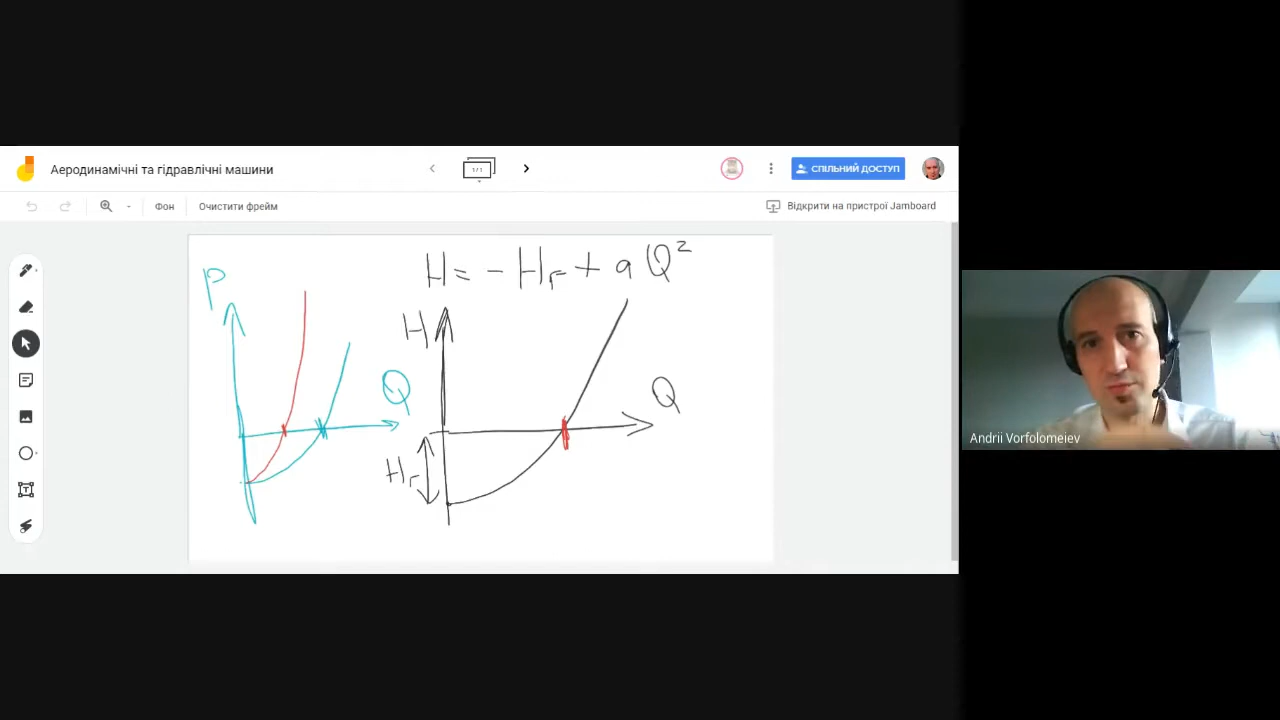 Аеродинамічні та гідравлічні машини
1/1
СПІЛЬНИЙ ДОСТУП
Фон
Очистити фрейм
Відкрити на пристрої Jamboard
H = - Hг + aQ²
P
Q
H
Q
Hг
Andrii Vorfolomeiev